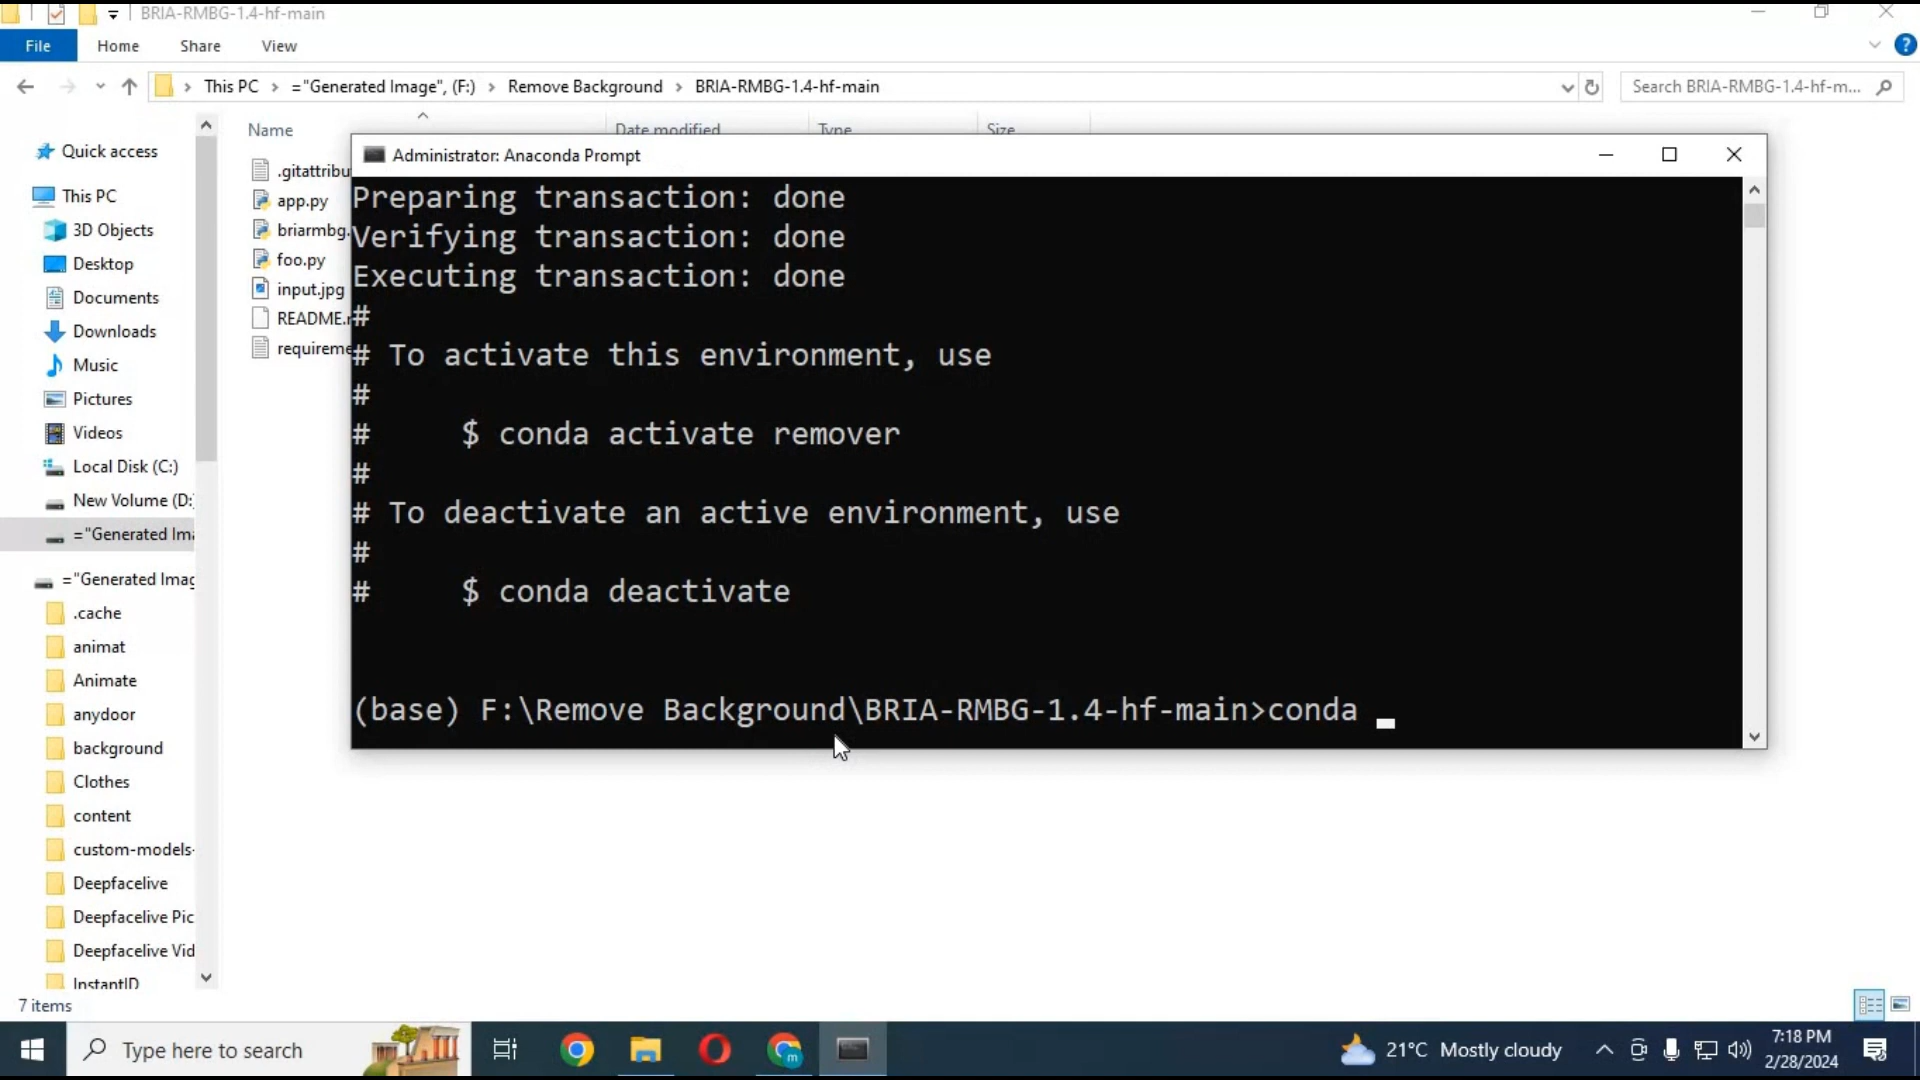 BRIA-RMBG-1.4-hf-main
File Home Share View
This PC > ="Generated Image", (F:) > Remove Background > BRIA-RMBG-1.4-hf-main
Search BRIA-RMBG-1.4-hf-m...
Name Date modified Type Size
Quick access
This PC
3D Objects
Desktop
Documents
Downloads
Music
Pictures
Videos
Local Disk (C:)
New Volume (D:
="Generated Ima
="Generated Imag
.cache
animat
Animate
anydoor
background
Clothes
content
custom-models-
Deepfacelive
Deepfacelive Pic
Deepfacelive Vid
InstantID
.gitattribu
app.py
briarmbg.
foo.py
input.jpg
README.r
requireme
Administrator: Anaconda Prompt
Preparing transaction: done
Verifying transaction: done
Executing transaction: done
#
# To activate this environment, use
#
#     $ conda activate remover
#
# To deactivate an active environment, use
#
#     $ conda deactivate
(base) F:\Remove Background\BRIA-RMBG-1.4-hf-main>conda _
7 items
Type here to search
m
21°C Mostly cloudy
7:18 PM
2/28/2024